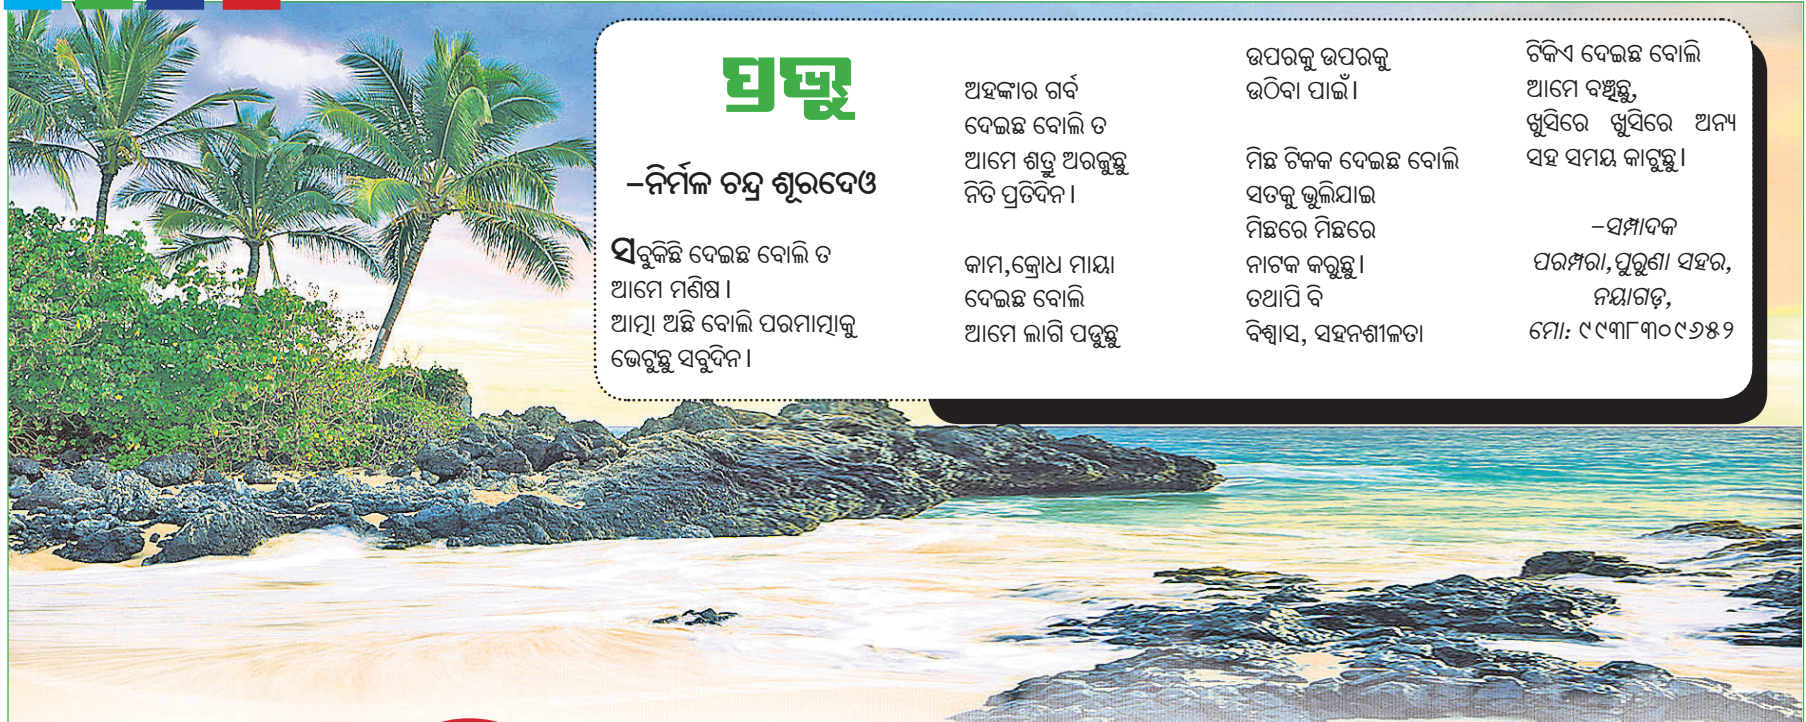 ପ୍ରଭୁ
–ନିର୍ମଳ ଚନ୍ଦ୍ର ଶୂରଦେଓ
ସବୁକିଛି ଦେଇଛ ବୋଲି ତ
ଆମେ ମଣିଷ।
ଆତ୍ମା ଅଛି ବୋଲି ପରମାତ୍ମାକୁ
ଭେଟୁଛୁ ସବୁଦିନ।
ଅହଙ୍କାର ଗର୍ବ
ଦେଇଛ ବୋଲି ତ
ଆମେ ଶତ୍ରୁ ଅରଜୁଛୁ
ନିତି ପ୍ରତିଦିନ।
କାମ,କ୍ରୋଧ ମାୟା
ଦେଇଛ ବୋଲି
ଆମେ ଲାଗି ପଡୁଛୁ
ଉପରକୁ ଉପରକୁ
ଉଠିବା ପାଇଁ।
ମିଛ ଟିକକ ଦେଇଛ ବୋଲି
ସତକୁ ଭୁଲିଯାଇ
ମିଛରେ ମିଛରେ
ନାଟକ କରୁଛୁ।
ତଥାପି ବି
ବିଶ୍ୱାସ, ସହନଶୀଳତା
ଟିକିଏ ଦେଇଛ ବୋଲି
ଆମେ ବଞ୍ଚିଛୁ,
ଖୁସିରେ ଖୁସିରେ ଅନ୍ୟ
ସହ ସମୟ କାଟୁଛୁ।
–ସମ୍ପାଦକ
ପରମ୍ପରା,ପୁରୁଣା ସହର,
ନୟାଗଡ଼,
ମୋ: ୯୯୩୮୩୦୯୬୫୨